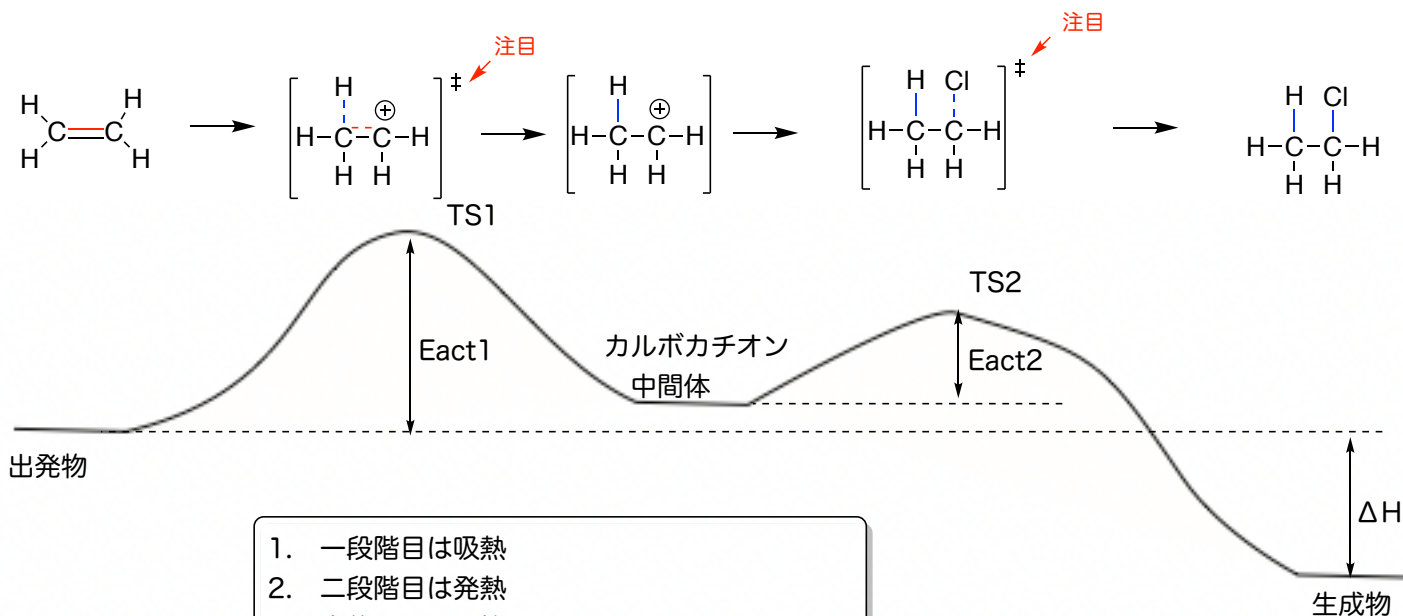 注目
注目
H H
C C
H H
H
H C C H
H H
‡
H
H C C H
H H
H Cl
H C C H
H H
‡
H Cl
H C C H
H H
TS1
TS2
Eact1
カルボカチオン
中間体
Eact2
出発物
ΔH
1. 一段階目は吸熱
2. 二段階目は発熱
生成物